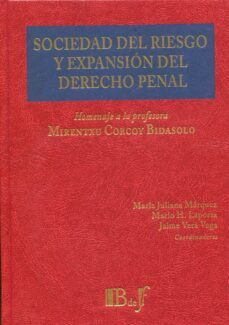 SOCIEDAD DEL RIESGO
Y EXPANSIÓN DEL
DERECHO PENAL
Homenaje a la profesora
MIRENTXU CORCOY BIDASOLO
María Juliana Márquez
Mario H. Laporta
Jaime Vera Vega
Coordinadores
B de f